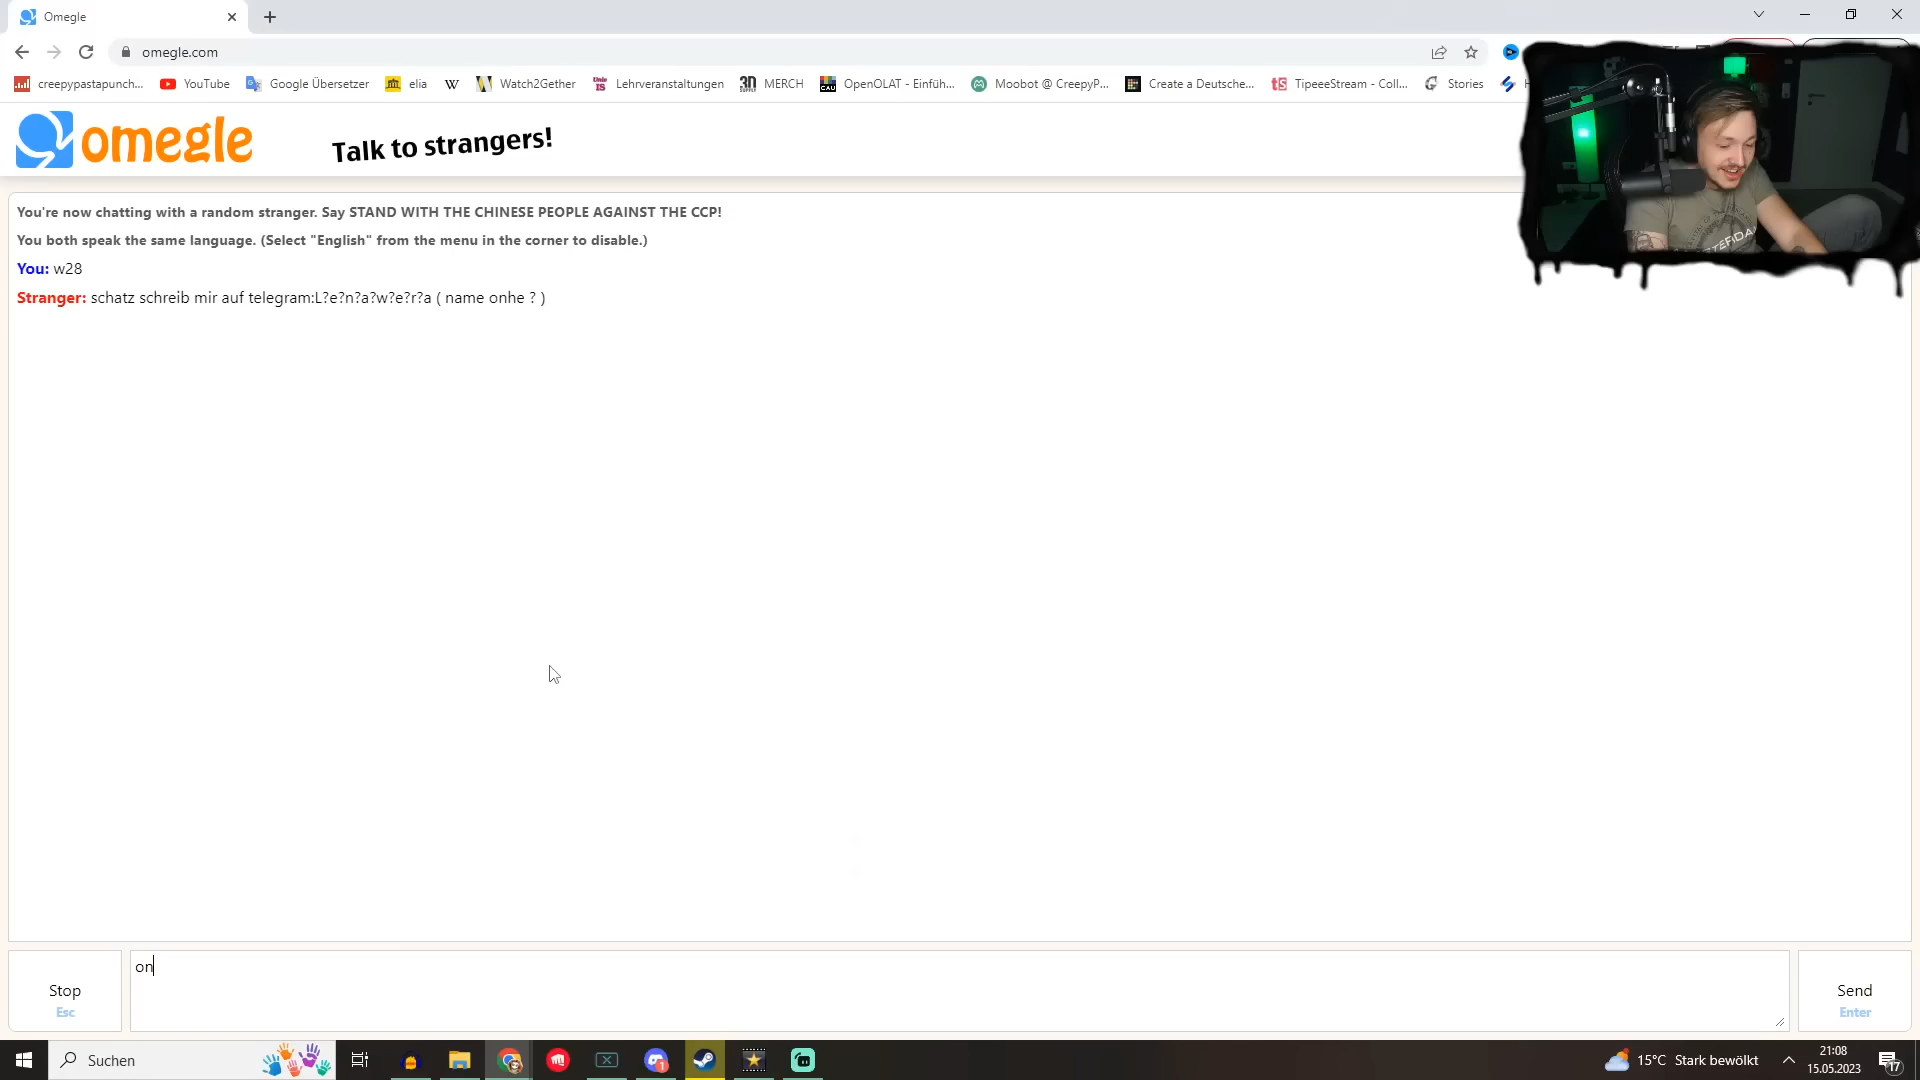 Omegle
omegle.com
creepypastapunch... YouTube Google Übersetzer elia W Watch2Gether Lehrveranstaltungen MERCH OpenOLAT - Einfüh... Moobot @ CreepyP... Create a Deutsche... TipeeeStream - Coll... Stories
omegle Talk to strangers!
You're now chatting with a random stranger. Say STAND WITH THE CHINESE PEOPLE AGAINST THE CCP!
You both speak the same language. (Select "English" from the menu in the corner to disable.)
You: w28
Stranger: schatz schreib mir auf telegram:L?e?n?a?w?e?r?a ( name onhe ? )
on
Stop
Esc
Send
Enter
Suchen
15°C Stark bewölkt
21:08
15.05.2023
17